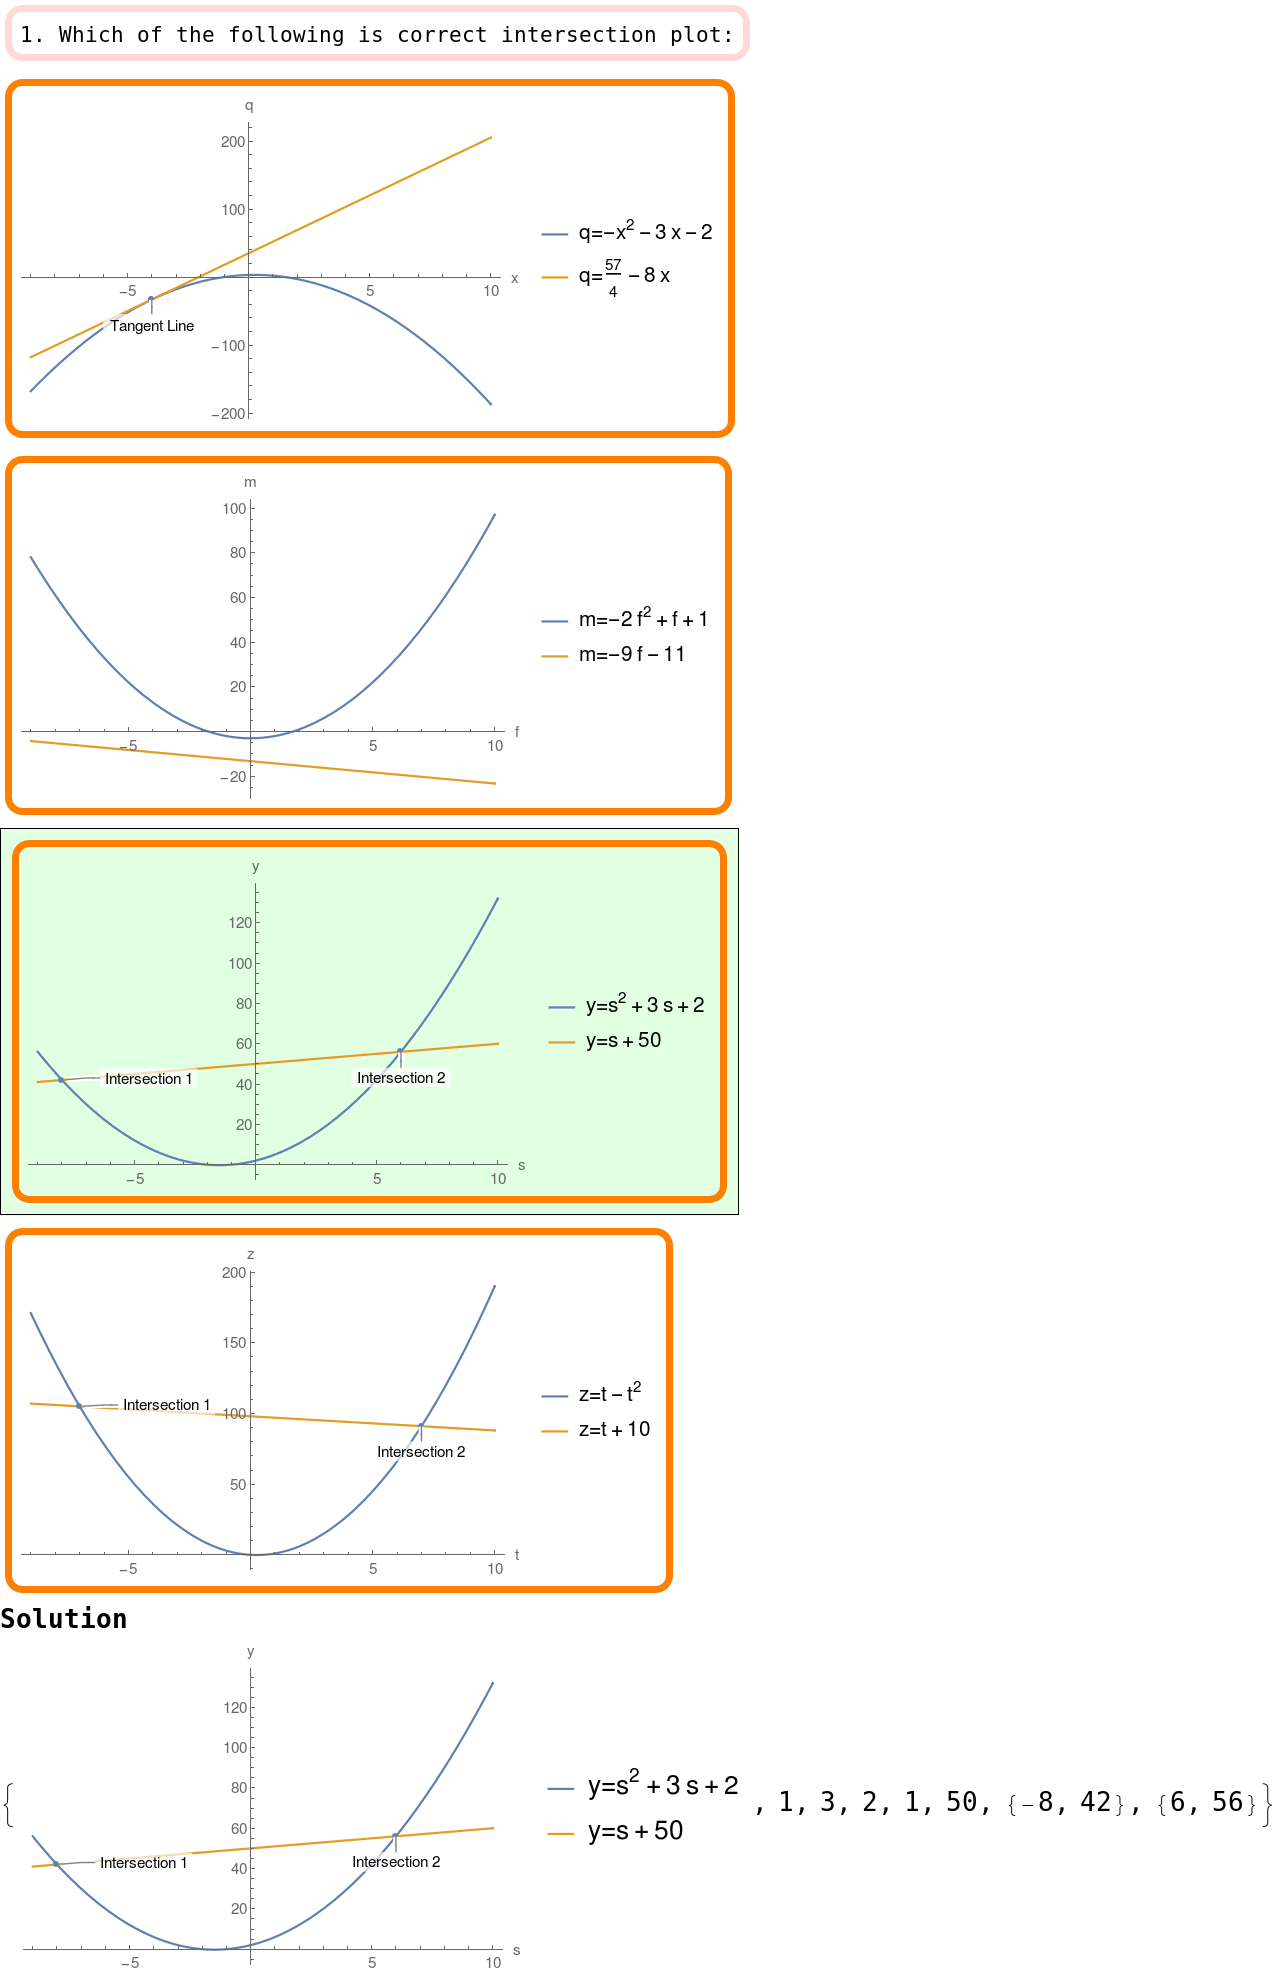 1. Which of the following is correct intersection plot:
q
200
100
−5 5 10 x
Tangent Line
−100
−200
q=−x² − 3 x − 2
q=57/4 − 8 x
m
100
80
60
40
20
−5 5 10 f
−20
m=−2 f² + f + 1
m=−9 f − 11
y
120
100
80
60
40
20
Intersection 1
Intersection 2
−5 5 10 s
y=s² + 3 s + 2
y=s + 50
z
200
150
100
50
Intersection 1
Intersection 2
−5 5 10 t
z=t − t²
z=t + 10
Solution
y
120
100
80
60
40
20
Intersection 1
Intersection 2
−5 5 10 s
y=s² + 3 s + 2
y=s + 50
{ , 1, 3, 2, 1, 50, {−8, 42}, {6, 56}}